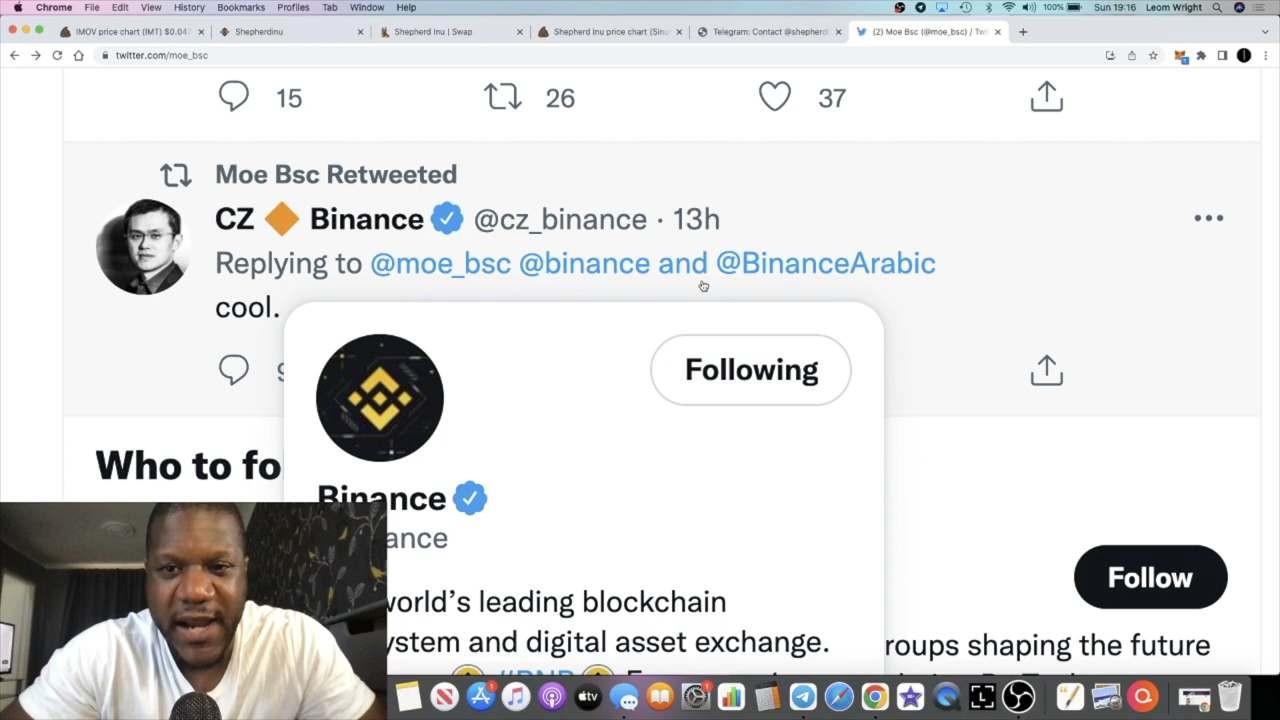 Chrome File Edit View History Bookmarks Profiles Tab Window Help 100% Sun 19:16 Leom Wright
IMOV price chart (IMT) $0.04 Shepherdinu Shepherd Inu | Swap Shepherd Inu price chart (Sinu Telegram: Contact @shepherd (2) Moe Bsc (@moe_bsc) / Twi
twitter.com/moe_bsc
15 26 37
Moe Bsc Retweeted
CZ Binance @cz_binance · 13h
Replying to @moe_bsc @binance and @BinanceArabic
cool.
Following
Who to fo
Binance
ance
world's leading blockchain
Follow
ystem and digital asset exchange.
roups shaping the future